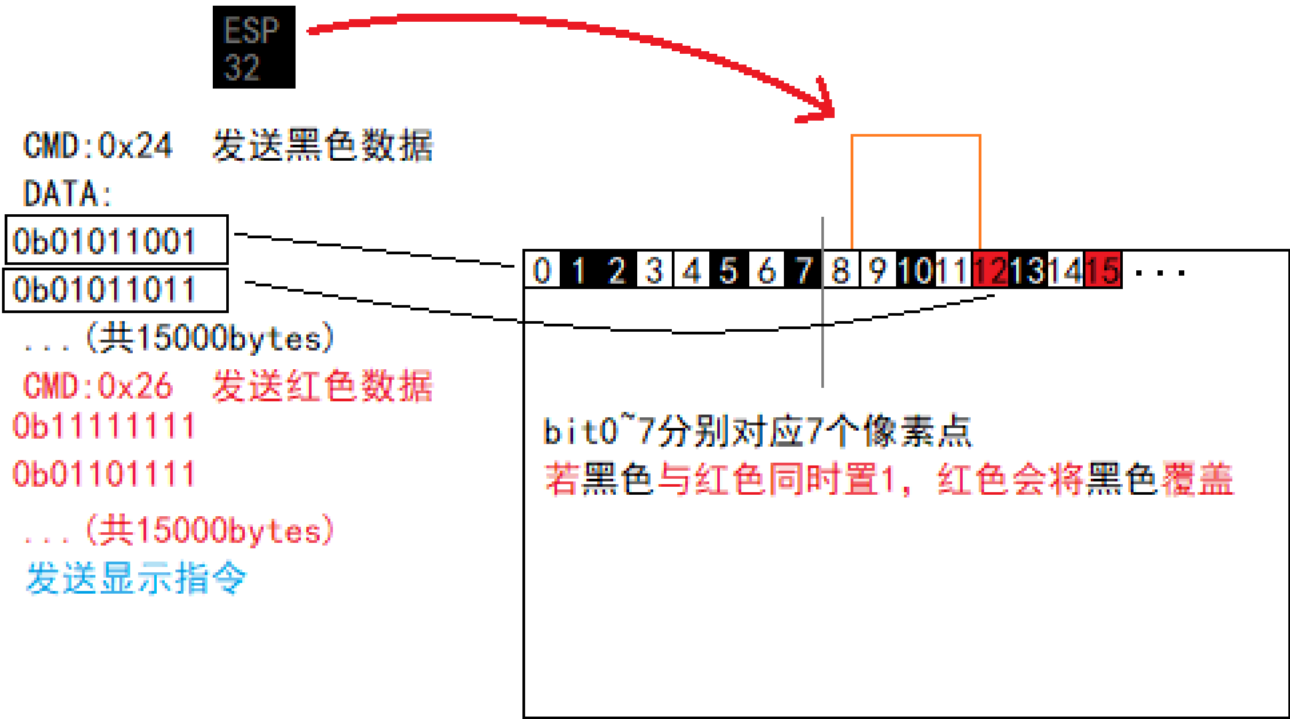 ESP
32
CMD:0x24 发送黑色数据
DATA:
0b01011001
0b01011011
...(共15000bytes)
CMD:0x26 发送红色数据
0b11111111
0b01101111
...(共15000bytes)
发送显示指令
0 1 2 3 4 5 6 7 8 9 10 11 12 13 14 15 ...
bit0~7分别对应7个像素点
若黑色与红色同时置1，红色会将黑色覆盖